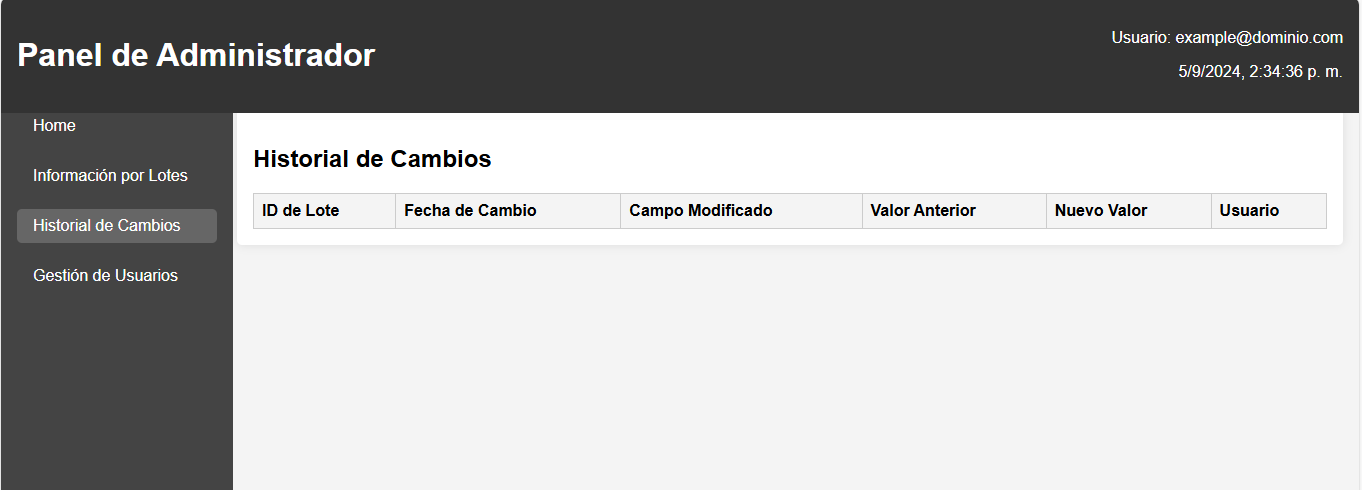 Panel de Administrador
Usuario: example@dominio.com
5/9/2024, 2:34:36 p. m.
Home
Información por Lotes
Historial de Cambios
Gestión de Usuarios
Historial de Cambios
ID de Lote Fecha de Cambio Campo Modificado Valor Anterior Nuevo Valor Usuario